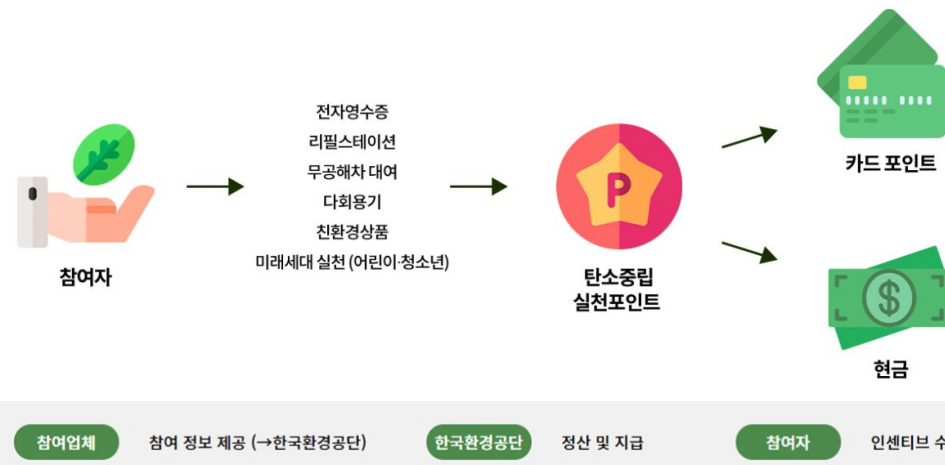 전자영수증
리필스테이션
무공해차 대여
다회용기
친환경상품
미래세대 실천 (어린이·청소년)
참여자
P
탄소중립
실천포인트
카드 포인트
$
현금
참여업체 참여 정보 제공 (→한국환경공단) 한국환경공단 정산 및 지급 참여자 인센티브